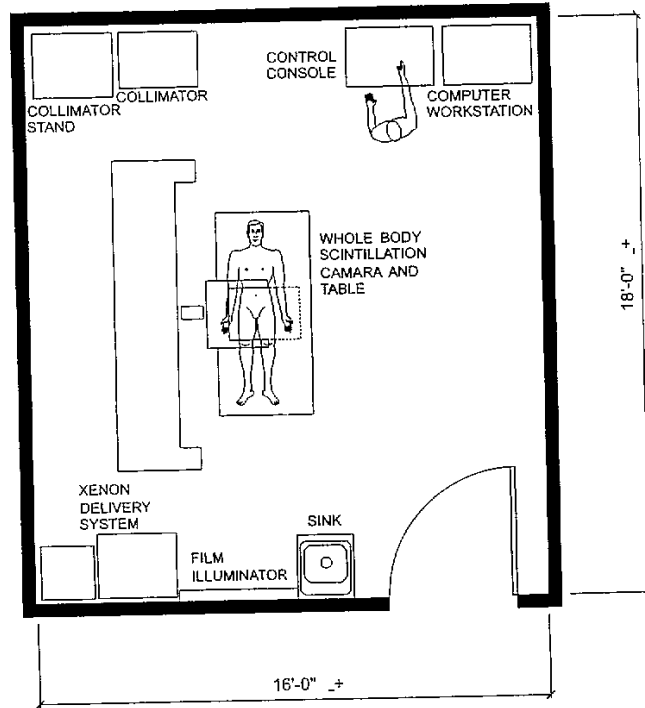 CONTROL
CONSOLE
COLLIMATOR
STAND
COLLIMATOR
COMPUTER
WORKSTATION
WHOLE BODY
SCINTILLATION
CAMARA AND
TABLE
18'-0" _+
XENON
DELIVERY
SYSTEM
FILM
ILLUMINATOR
SINK
16'-0" _+